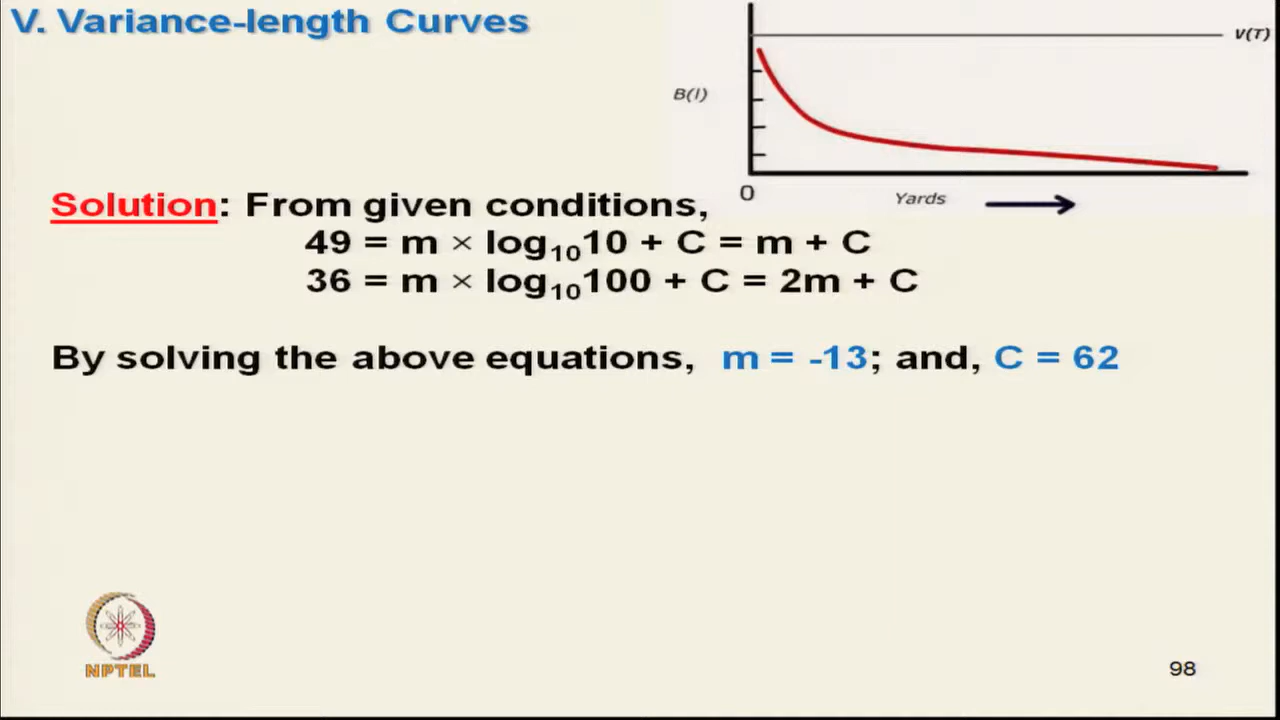 V. Variance-length Curves
V(T)
B(l)
0
Yards
Solution: From given conditions,
49 = m × log₁₀10 + C = m + C
36 = m × log₁₀100 + C = 2m + C
By solving the above equations, m = -13; and, C = 62
NPTEL
98